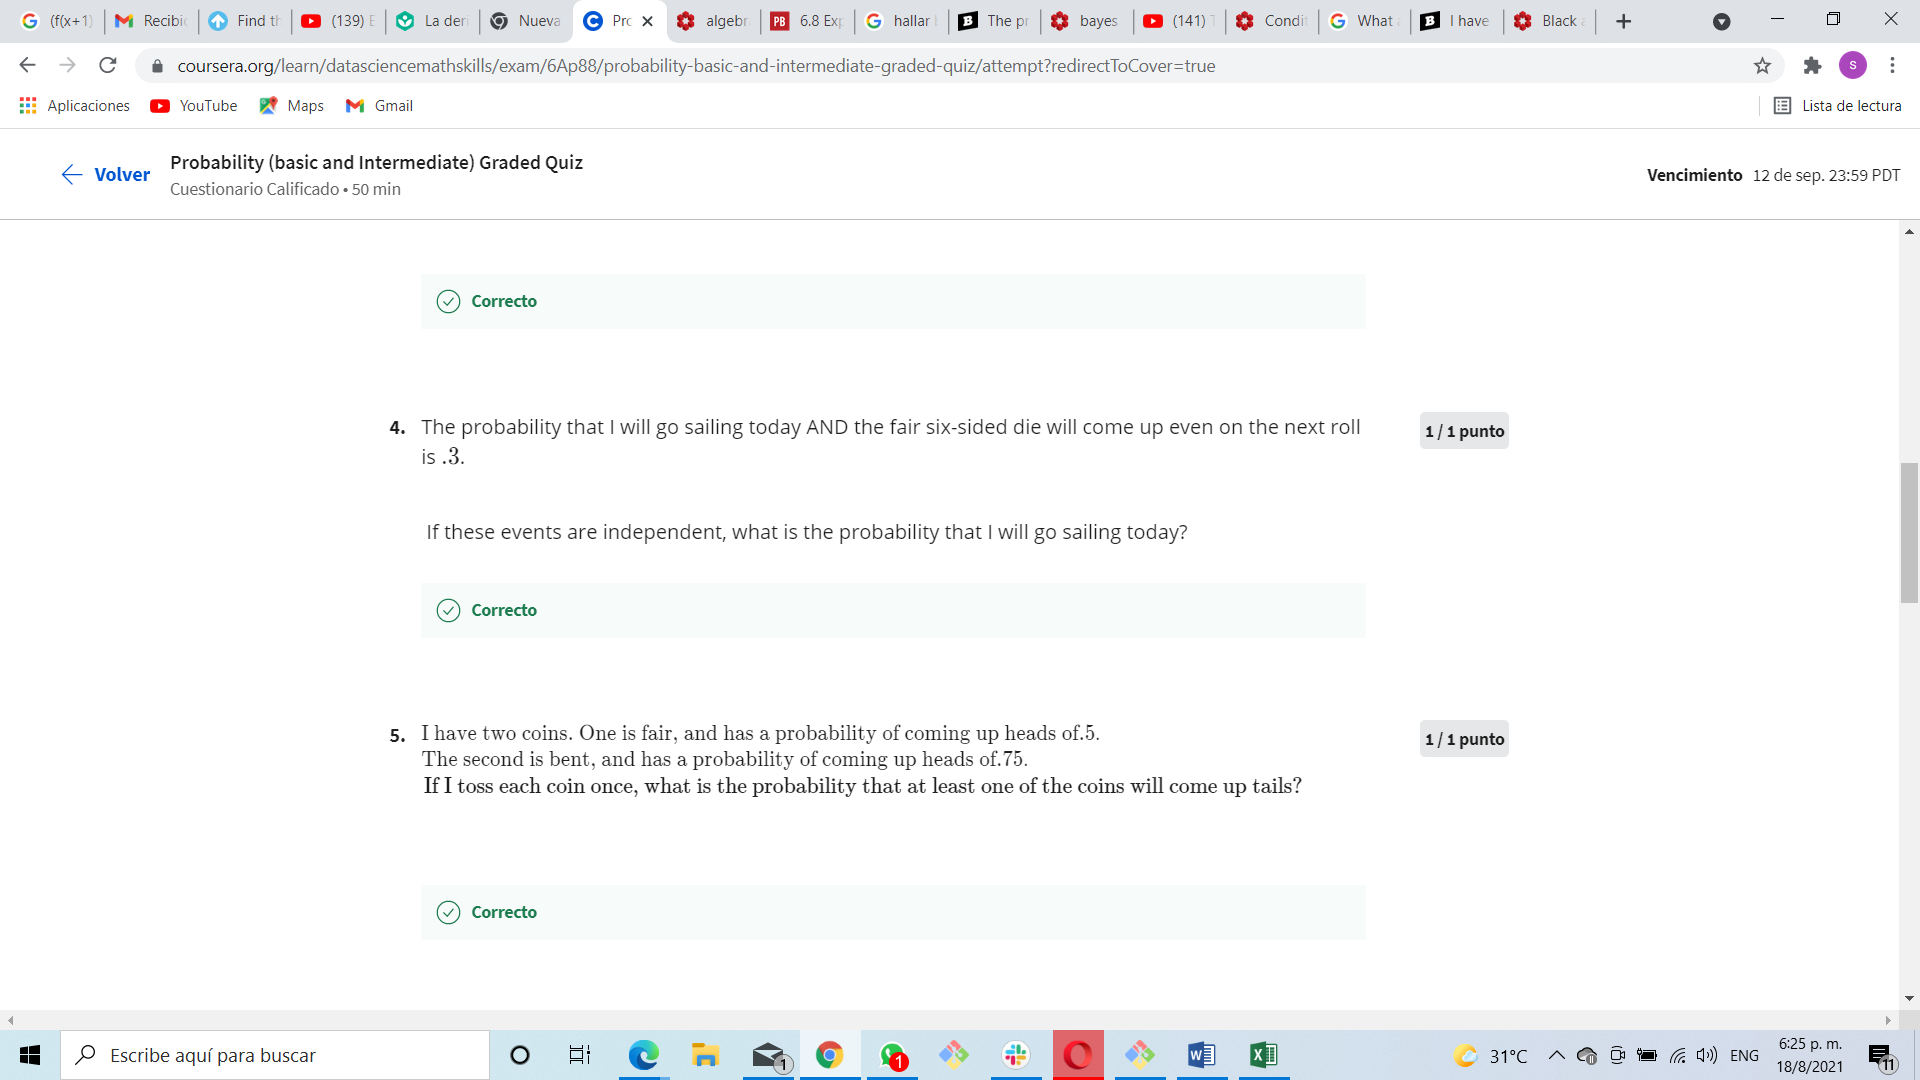 (f(x+1)
Recibi
Find th
(139) E
La deri
Nueva
Prc
algebr
PB
6.8 Exp
hallar
The pr
bayes
(141) T
Condit
What
I have
Black
coursera.org/learn/datasciencemathskills/exam/6Ap88/probability-basic-and-intermediate-graded-quiz/attempt?redirectToCover=true
S
Aplicaciones
YouTube
Maps
Gmail
Lista de lectura
Volver
Probability (basic and Intermediate) Graded Quiz
Cuestionario Calificado • 50 min
Vencimiento 12 de sep. 23:59 PDT
Correcto
4. The probability that I will go sailing today AND the fair six-sided die will come up even on the next roll
is .3.
1 / 1 punto
If these events are independent, what is the probability that I will go sailing today?
Correcto
5. I have two coins. One is fair, and has a probability of coming up heads of.5.
The second is bent, and has a probability of coming up heads of.75.
If I toss each coin once, what is the probability that at least one of the coins will come up tails?
1 / 1 punto
Correcto
Escribe aquí para buscar
1
1
31°C
ENG
6:25 p. m.
18/8/2021
11